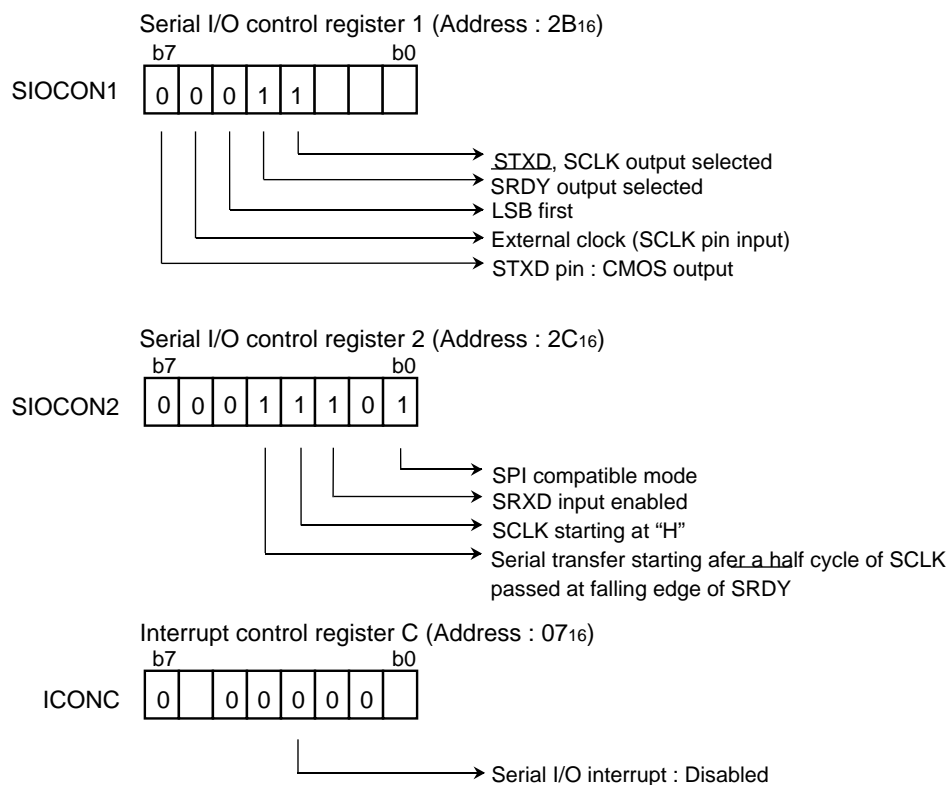 Serial I/O control register 1 (Address : 2B16)
b7 b0
SIOCON1 0 0 0 1 1
STXD, SCLK output selected
SRDY output selected
LSB first
External clock (SCLK pin input)
STXD pin : CMOS output
Serial I/O control register 2 (Address : 2C16)
b7 b0
SIOCON2 0 0 0 1 1 1 0 1
SPI compatible mode
SRXD input enabled
SCLK starting at “H”
Serial transfer starting afer a half cycle of SCLK
passed at falling edge of SRDY
Interrupt control register C (Address : 0716)
b7 b0
ICONC 0 0 0 0 0 0
Serial I/O interrupt : Disabled